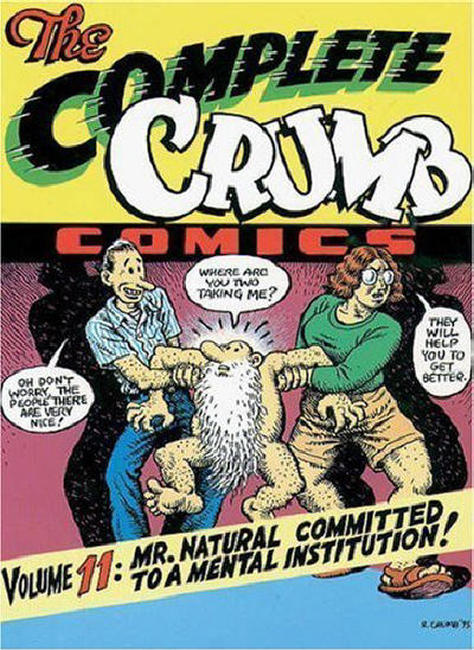 The
COMPLETE
CRUMB
COMICS
WHERE ARE
YOU TWO
TAKING ME?
OH DON'T
WORRY, THE
PEOPLE THERE
ARE VERY
NICE!
THEY
WILL
HELP
YOU TO
GET
BETTER.
VOLUME 11: MR. NATURAL COMMITTED
TO A MENTAL INSTITUTION!
R. CRUMB '95